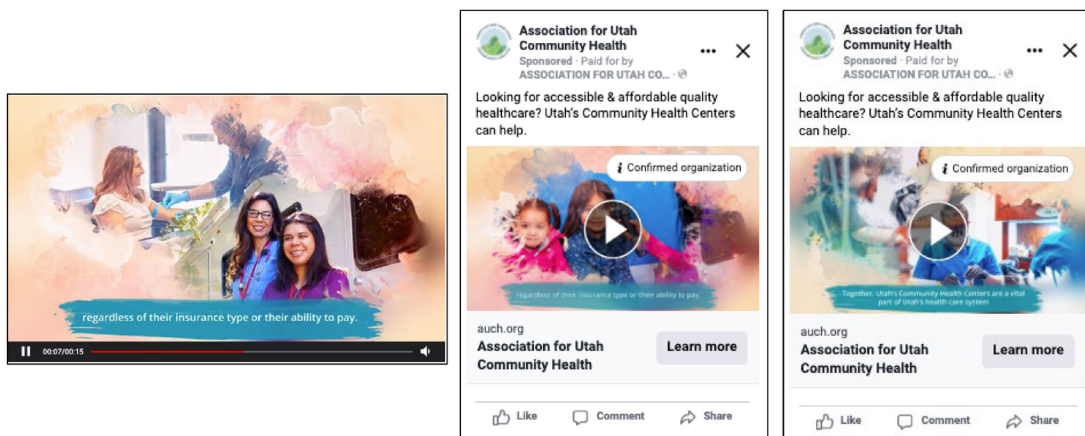 regardless of their insurance type or their ability to pay.
00:07/00:15
Association for Utah
Community Health
Sponsored · Paid for by
ASSOCIATION FOR UTAH CO... ·
Looking for accessible & affordable quality
healthcare? Utah's Community Health Centers
can help.
i Confirmed organization
regardless of their insurance type or their ability to pay.
auch.org
Association for Utah
Community Health
Learn more
Like
Comment
Share
Association for Utah
Community Health
Sponsored · Paid for by
ASSOCIATION FOR UTAH CO... ·
Looking for accessible & affordable quality
healthcare? Utah's Community Health Centers
can help.
i Confirmed organization
Together, Utah's Community Health Centers are a vital
part of Utah's health care system
auch.org
Association for Utah
Community Health
Learn more
Like
Comment
Share